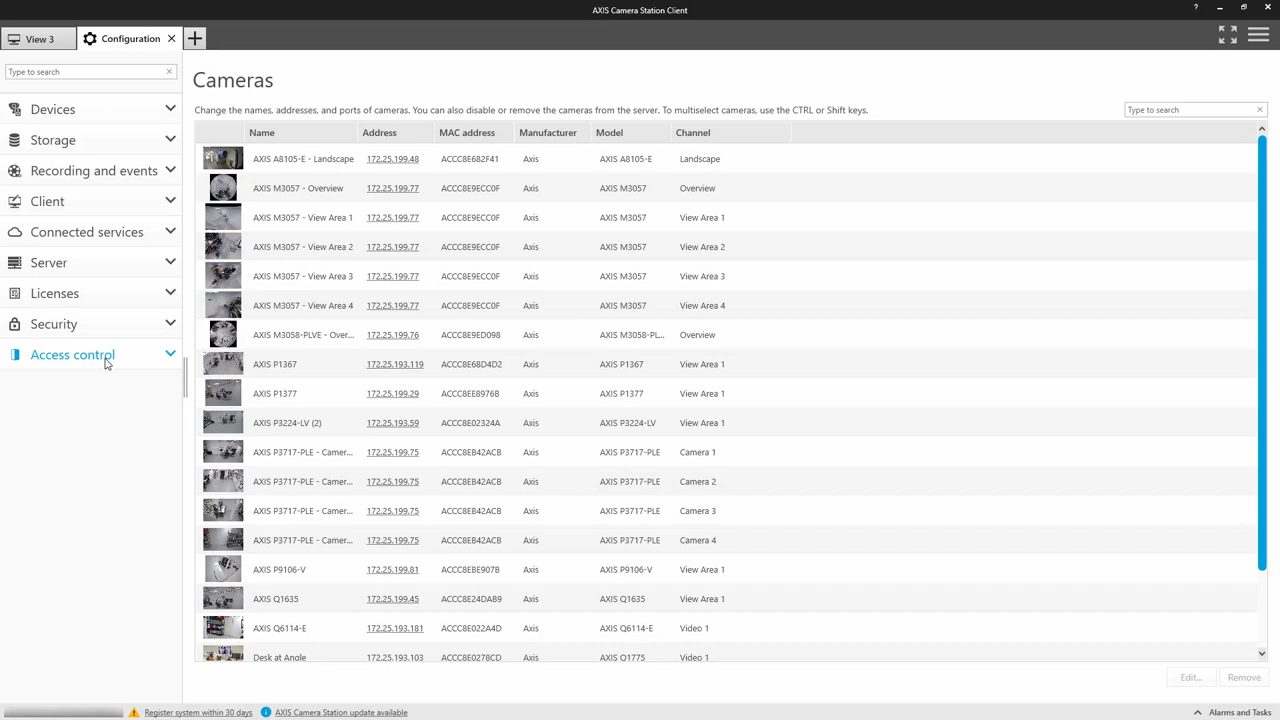 AXIS Camera Station Client
?
View 3
Configuration
Type to search
Devices
Storage
Recording and events
Client
Connected services
Server
Licenses
Security
Access control
Cameras
Change the names, addresses, and ports of cameras. You can also disable or remove the cameras from the server. To multiselect cameras, use the CTRL or Shift keys.
Type to search
Name Address MAC address Manufacturer Model Channel
AXIS A8105-E - Landscape 172.25.199.48 ACCC8E682F41 Axis AXIS A8105-E Landscape
AXIS M3057 - Overview 172.25.199.77 ACCC8E9ECC0F Axis AXIS M3057 Overview
AXIS M3057 - View Area 1 172.25.199.77 ACCC8E9ECC0F Axis AXIS M3057 View Area 1
AXIS M3057 - View Area 2 172.25.199.77 ACCC8E9ECC0F Axis AXIS M3057 View Area 2
AXIS M3057 - View Area 3 172.25.199.77 ACCC8E9ECC0F Axis AXIS M3057 View Area 3
AXIS M3057 - View Area 4 172.25.199.77 ACCC8E9ECC0F Axis AXIS M3057 View Area 4
AXIS M3058-PLVE - Over... 172.25.199.76 ACCC8E9ED098 Axis AXIS M3058-PL... Overview
AXIS P1367 172.25.193.119 ACCC8E68D4D2 Axis AXIS P1367 View Area 1
AXIS P1377 172.25.199.29 ACCC8EE8976B Axis AXIS P1377 View Area 1
AXIS P3224-LV (2) 172.25.193.59 ACCC8E02324A Axis AXIS P3224-LV View Area 1
AXIS P3717-PLE - Camer... 172.25.199.75 ACCC8EB42ACB Axis AXIS P3717-PLE Camera 1
AXIS P3717-PLE - Camer... 172.25.199.75 ACCC8EB42ACB Axis AXIS P3717-PLE Camera 2
AXIS P3717-PLE - Camer... 172.25.199.75 ACCC8EB42ACB Axis AXIS P3717-PLE Camera 3
AXIS P3717-PLE - Camer... 172.25.199.75 ACCC8EB42ACB Axis AXIS P3717-PLE Camera 4
AXIS P9106-V 172.25.199.81 ACCC8EBE907B Axis AXIS P9106-V View Area 1
AXIS Q1635 172.25.199.45 ACCC8E24DAB9 Axis AXIS Q1635 View Area 1
AXIS Q6114-E 172.25.193.181 ACCC8E022A4D Axis AXIS Q6114-E Video 1
Desk at Angle 172.25.193.103 ACCC8E0278CD Axis AXIS Q1775 Video 1
Edit... Remove
Register system within 30 days AXIS Camera Station update available Alarms and Tasks